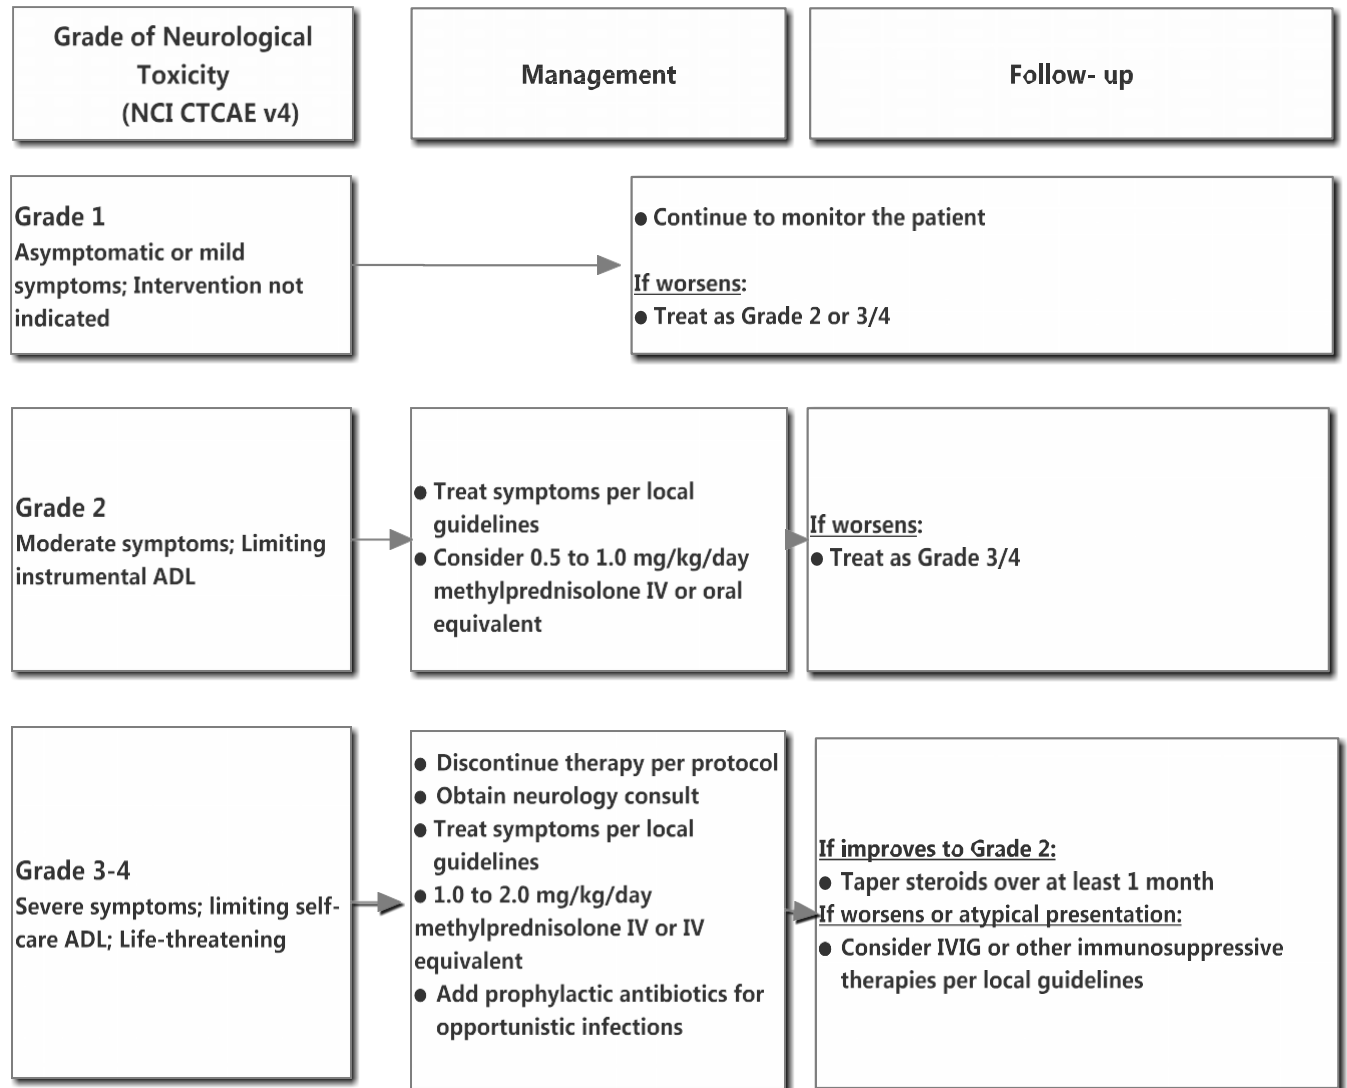 Grade of Neurological
Toxicity
(NCI CTCAE v4)
Management
Follow- up
Grade 1
Asymptomatic or mild
symptoms; Intervention not
indicated
● Continue to monitor the patient
If worsens:
● Treat as Grade 2 or 3/4
Grade 2
Moderate symptoms; Limiting
instrumental ADL
● Treat symptoms per local
guidelines
● Consider 0.5 to 1.0 mg/kg/day
methylprednisolone IV or oral
equivalent
If worsens:
● Treat as Grade 3/4
Grade 3-4
Severe symptoms; limiting self-
care ADL; Life-threatening
● Discontinue therapy per protocol
● Obtain neurology consult
● Treat symptoms per local
guidelines
● 1.0 to 2.0 mg/kg/day
methylprednisolone IV or IV
equivalent
● Add prophylactic antibiotics for
opportunistic infections
If improves to Grade 2:
● Taper steroids over at least 1 month
If worsens or atypical presentation:
● Consider IVIG or other immunosuppressive
therapies per local guidelines